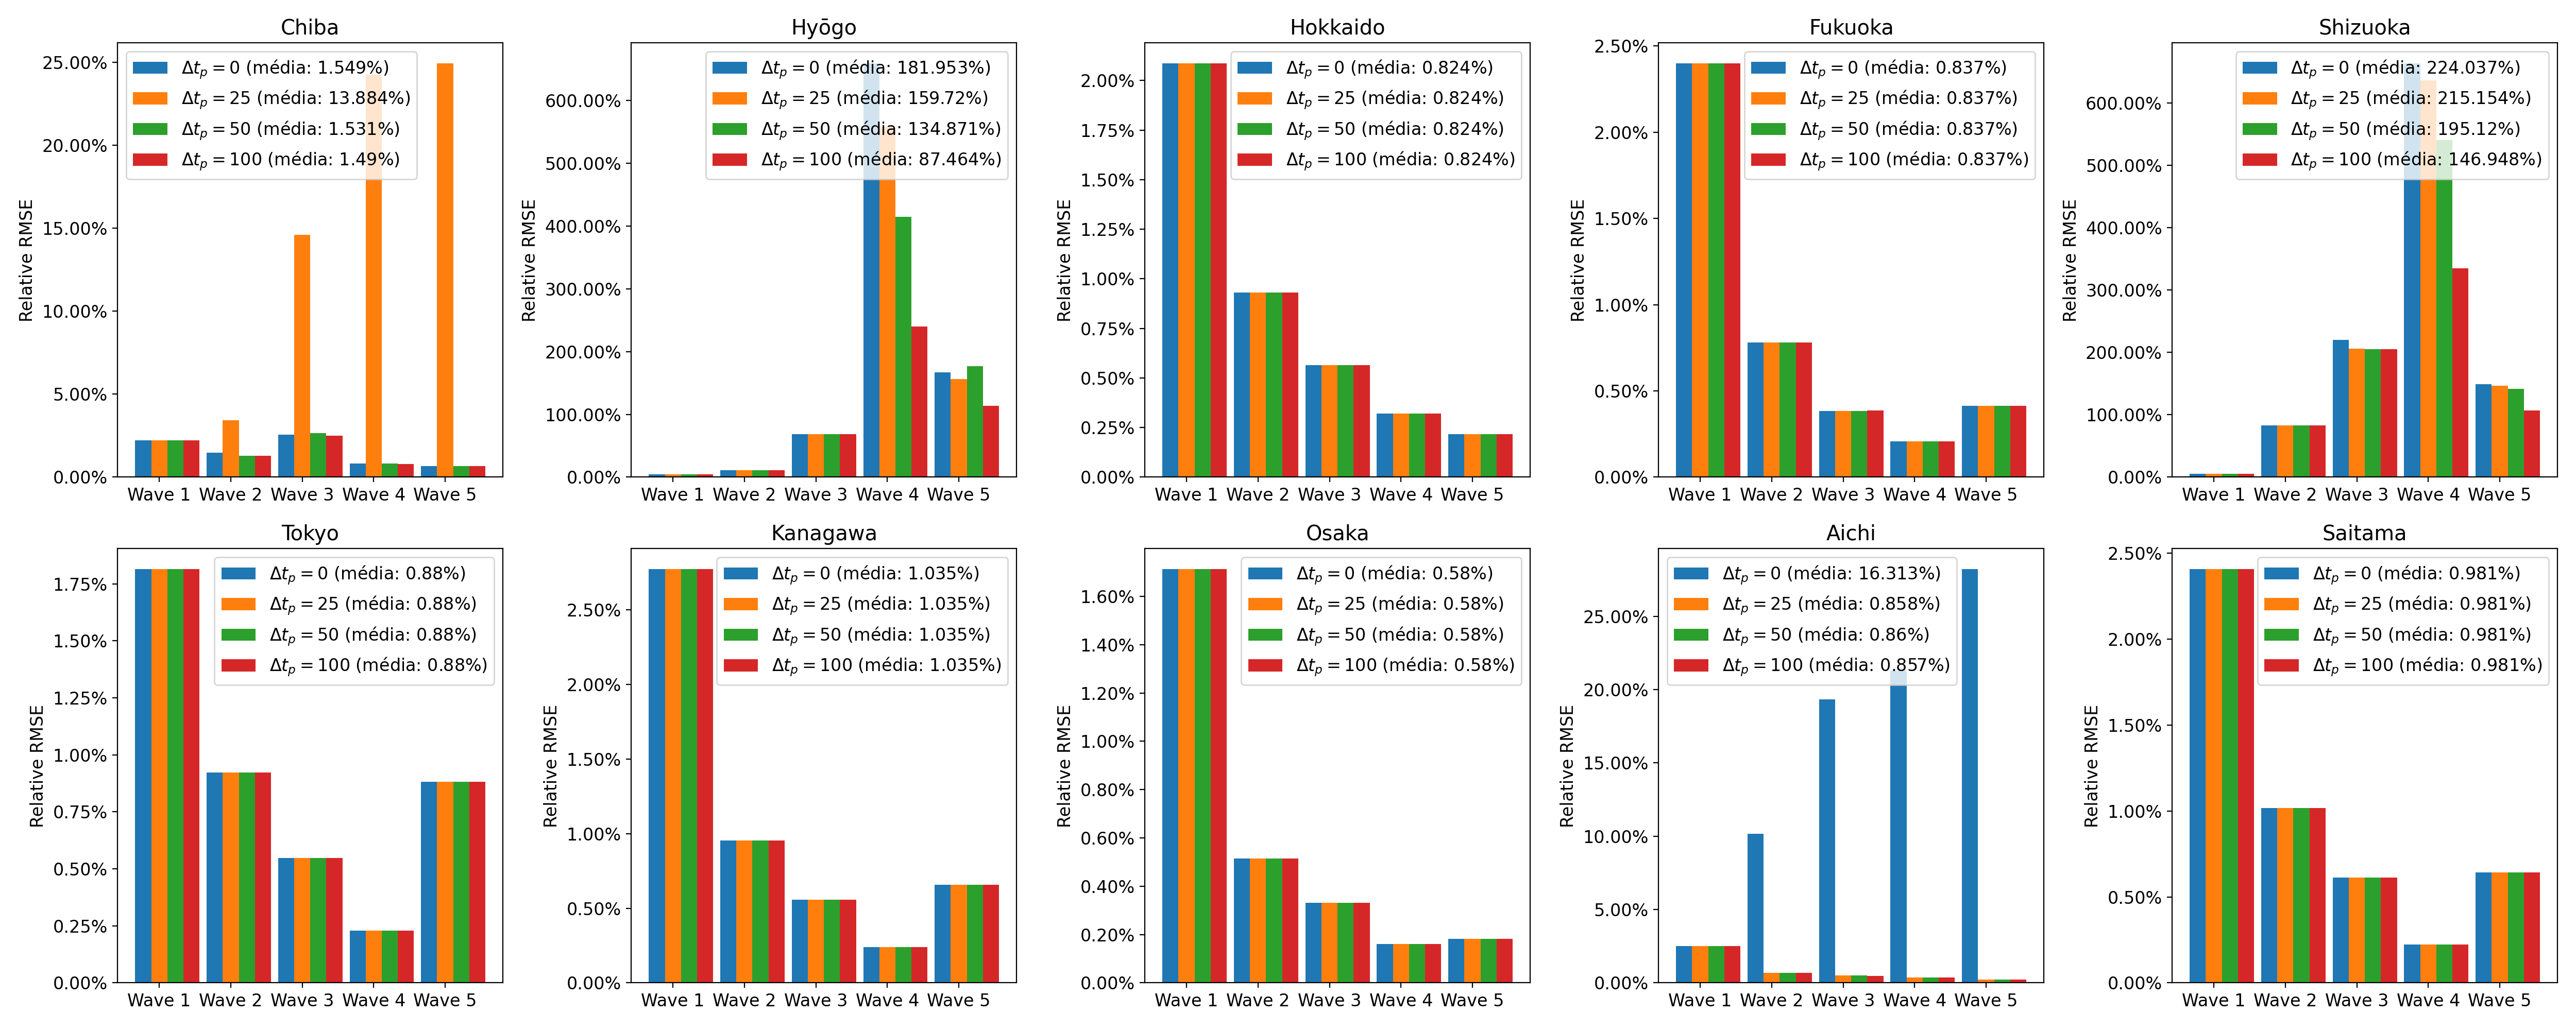 Chiba
Relative RMSE
25.00%
20.00%
15.00%
10.00%
5.00%
0.00%
Δt_p = 0 (média: 1.549%)
Δt_p = 25 (média: 13.884%)
Δt_p = 50 (média: 1.531%)
Δt_p = 100 (média: 1.49%)
Wave 1 Wave 2 Wave 3 Wave 4 Wave 5
Hyōgo
Relative RMSE
600.00%
500.00%
400.00%
300.00%
200.00%
100.00%
0.00%
Δt_p = 0 (média: 181.953%)
Δt_p = 25 (média: 159.72%)
Δt_p = 50 (média: 134.871%)
Δt_p = 100 (média: 87.464%)
Wave 1 Wave 2 Wave 3 Wave 4 Wave 5
Hokkaido
Relative RMSE
2.00%
1.75%
1.50%
1.25%
1.00%
0.75%
0.50%
0.25%
0.00%
Δt_p = 0 (média: 0.824%)
Δt_p = 25 (média: 0.824%)
Δt_p = 50 (média: 0.824%)
Δt_p = 100 (média: 0.824%)
Wave 1 Wave 2 Wave 3 Wave 4 Wave 5
Fukuoka
Relative RMSE
2.50%
2.00%
1.50%
1.00%
0.50%
0.00%
Δt_p = 0 (média: 0.837%)
Δt_p = 25 (média: 0.837%)
Δt_p = 50 (média: 0.837%)
Δt_p = 100 (média: 0.837%)
Wave 1 Wave 2 Wave 3 Wave 4 Wave 5
Shizuoka
Relative RMSE
600.00%
500.00%
400.00%
300.00%
200.00%
100.00%
0.00%
Δt_p = 0 (média: 224.037%)
Δt_p = 25 (média: 215.154%)
Δt_p = 50 (média: 195.12%)
Δt_p = 100 (média: 146.948%)
Wave 1 Wave 2 Wave 3 Wave 4 Wave 5
Tokyo
Relative RMSE
1.75%
1.50%
1.25%
1.00%
0.75%
0.50%
0.25%
0.00%
Δt_p = 0 (média: 0.88%)
Δt_p = 25 (média: 0.88%)
Δt_p = 50 (média: 0.88%)
Δt_p = 100 (média: 0.88%)
Wave 1 Wave 2 Wave 3 Wave 4 Wave 5
Kanagawa
Relative RMSE
2.50%
2.00%
1.50%
1.00%
0.50%
0.00%
Δt_p = 0 (média: 1.035%)
Δt_p = 25 (média: 1.035%)
Δt_p = 50 (média: 1.035%)
Δt_p = 100 (média: 1.035%)
Wave 1 Wave 2 Wave 3 Wave 4 Wave 5
Osaka
Relative RMSE
1.60%
1.40%
1.20%
1.00%
0.80%
0.60%
0.40%
0.20%
0.00%
Δt_p = 0 (média: 0.58%)
Δt_p = 25 (média: 0.58%)
Δt_p = 50 (média: 0.58%)
Δt_p = 100 (média: 0.58%)
Wave 1 Wave 2 Wave 3 Wave 4 Wave 5
Aichi
Relative RMSE
25.00%
20.00%
15.00%
10.00%
5.00%
0.00%
Δt_p = 0 (média: 16.313%)
Δt_p = 25 (média: 0.858%)
Δt_p = 50 (média: 0.86%)
Δt_p = 100 (média: 0.857%)
Wave 1 Wave 2 Wave 3 Wave 4 Wave 5
Saitama
Relative RMSE
2.50%
2.00%
1.50%
1.00%
0.50%
0.00%
Δt_p = 0 (média: 0.981%)
Δt_p = 25 (média: 0.981%)
Δt_p = 50 (média: 0.981%)
Δt_p = 100 (média: 0.981%)
Wave 1 Wave 2 Wave 3 Wave 4 Wave 5